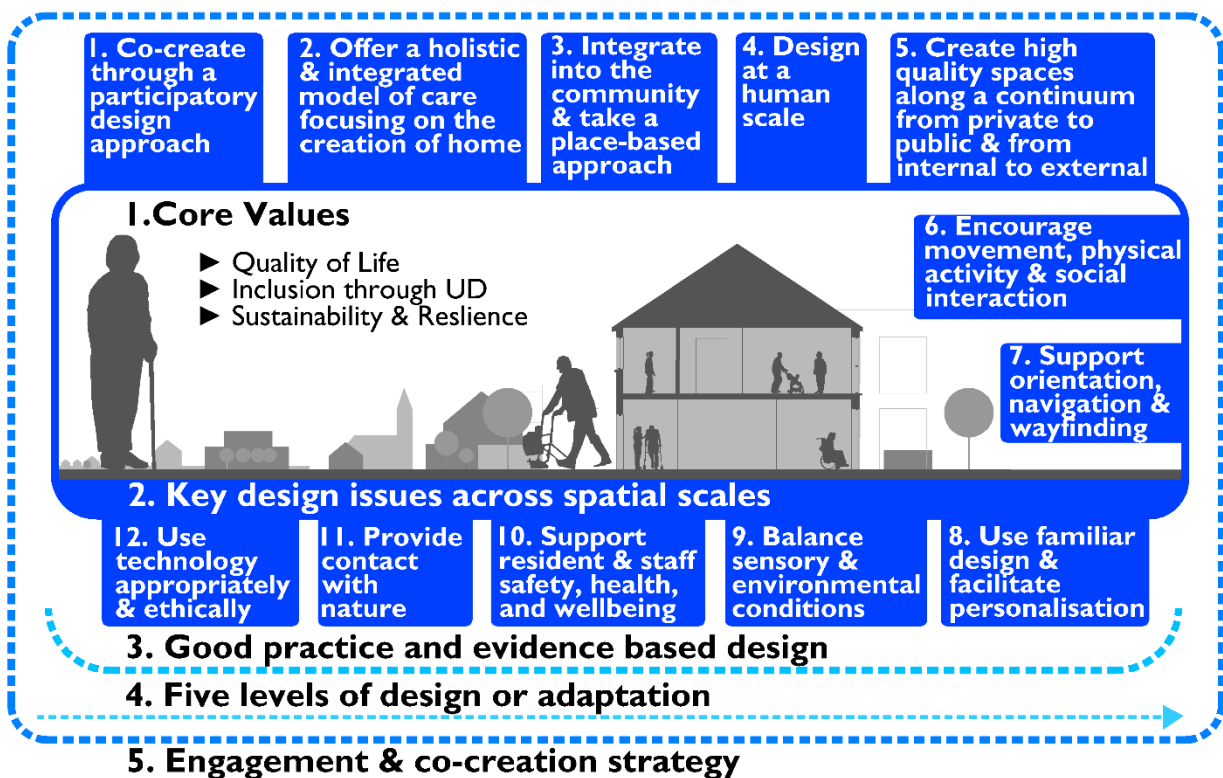 1. Co-create
through a
participatory
design
approach
2. Offer a holistic
& integrated
model of care
focusing on the
creation of home
3. Integrate
into the
community
& take a
place-based
approach
4. Design
at a
human
scale
5. Create high
quality spaces
along a continuum
from private to
public & from
internal to external
1.Core Values
► Quality of Life
► Inclusion through UD
► Sustainability & Reslience
6. Encourage
movement, physical
activity & social
interaction
7. Support
orientation,
navigation &
wayfinding
2. Key design issues across spatial scales
12. Use
technology
appropriately
& ethically
11. Provide
contact
with
nature
10. Support
resident & staff
safety, health,
and wellbeing
9. Balance
sensory &
environmental
conditions
8. Use familiar
design &
facilitate
personalisation
3. Good practice and evidence based design
4. Five levels of design or adaptation
5. Engagement & co-creation strategy